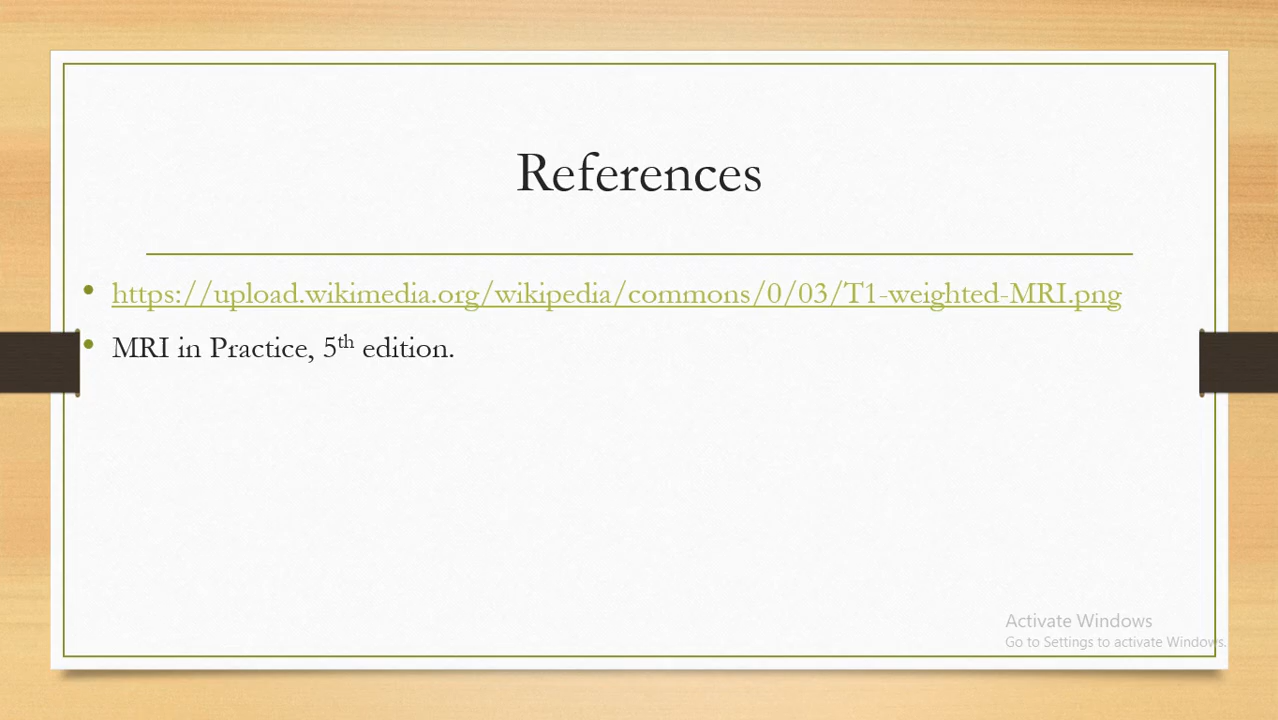 References
• https://upload.wikimedia.org/wikipedia/commons/0/03/T1-weighted-MRI.png
• MRI in Practice, 5th edition.
Activate Windows
Go to Settings to activate Windows.